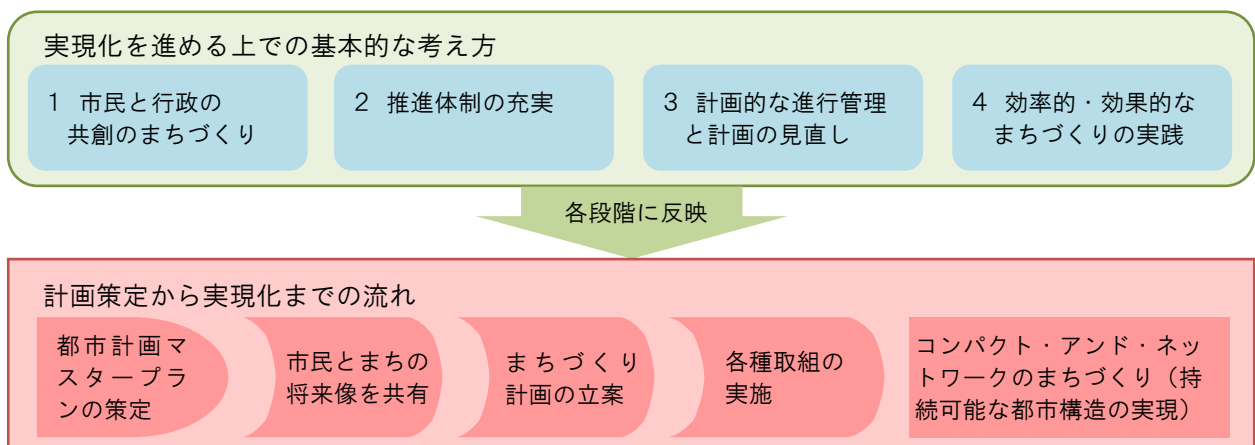 実現化を進める上での基本的な考え方
1 市民と行政の
共創のまちづくり
2 推進体制の充実
3 計画的な進行管理
と計画の見直し
4 効率的・効果的な
まちづくりの実践
各段階に反映
計画策定から実現化までの流れ
都市計画マ
スタープラ
ンの策定
市民とまちの
将来像を共有
まちづくり
計画の立案
各種取組の
実施
コンパクト・アンド・ネッ
トワークのまちづくり（持
続可能な都市構造の実現）